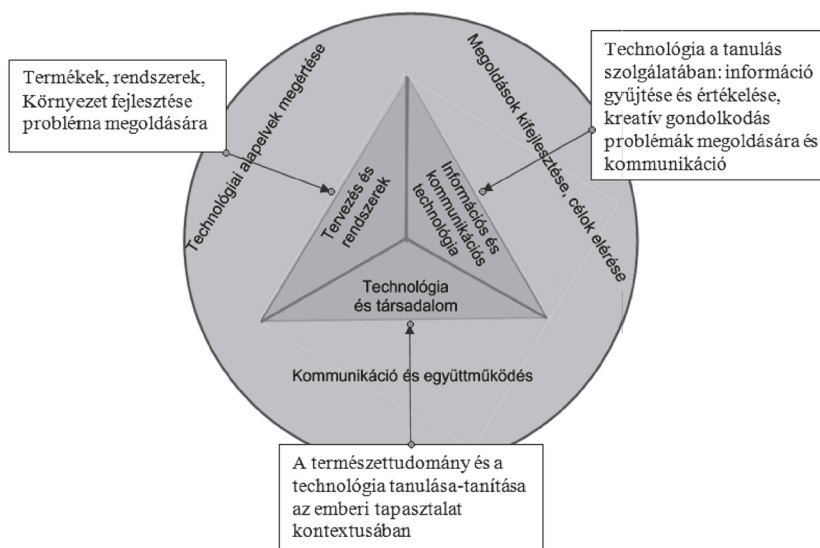 Termékek, rendszerek,
Környezet fejlesztése
probléma megoldására
Technológiai alapelvek megértése
Megoldások kifejlesztése, célok elérése
Technológia a tanulás
szolgálatában: információ
gyűjtése és értékelése,
kreatív gondolkodás
problémák megoldására és
kommunikáció
Tervezés és
rendszerek
Információs és
kommunikációs
technológia
Technológia
és társadalom
Kommunikáció és együttműködés
A természettudomány és a
technológia tanulása-tanítása
az emberi tapasztalat
kontextusában